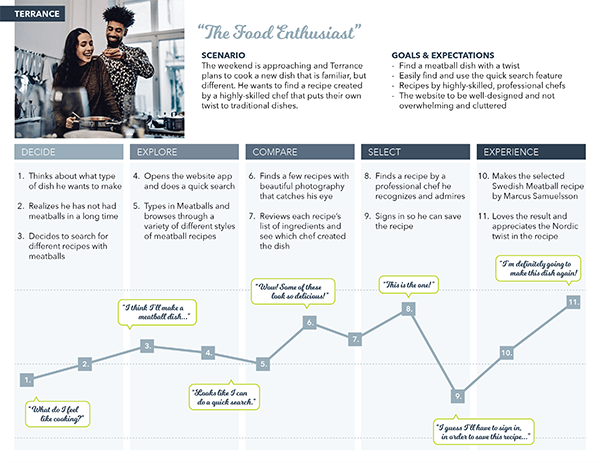 TERRANCE
"The Food Enthusiast"
SCENARIO
The weekend is approaching and Terrance
plans to cook a new dish that is familiar, but
different. He wants to find a recipe created
by a highly-skilled chef that puts their own
twist to traditional dishes.
GOALS & EXPECTATIONS
- Find a meatball dish with a twist
- Easily find and use the quick search feature
- Recipes by highly-skilled, professional chefs
- The website to be well-designed and not
overwhelming and cluttered
DECIDE
1. Thinks about what type
of dish he wants to make
2. Realizes he has not had
meatballs in a long time
3. Decides to search for
different recipes with
meatballs
EXPLORE
4. Opens the website app
and does a quick search
5. Types in Meatballs and
browses through a
variety of different styles
of meatball recipes
COMPARE
6. Finds a few recipes with
beautiful photography
that catches his eye
7. Reviews each recipe's
list of ingredients and
see which chef created
the dish
SELECT
8. Finds a recipe by a
professional chef he
recognizes and admires
9. Signs in so he can save
the recipe
EXPERIENCE
10. Makes the selected
Swedish Meatball recipe
by Marcus Samuelsson
11. Loves the result and
appreciates the Nordic
twist in the recipe
1.
"What do I feel
like cooking?"
2.
3.
"I think I'll make a
meatball dish..."
4.
"Looks like I can
do a quick search."
5.
6.
"Wow! Some of these
look so delicious!"
7.
8.
"This is the one!"
9.
"I guess I'll have to sign in,
in order to save this recipe..."
10.
11.
"I'm definitely going to
make this dish again!